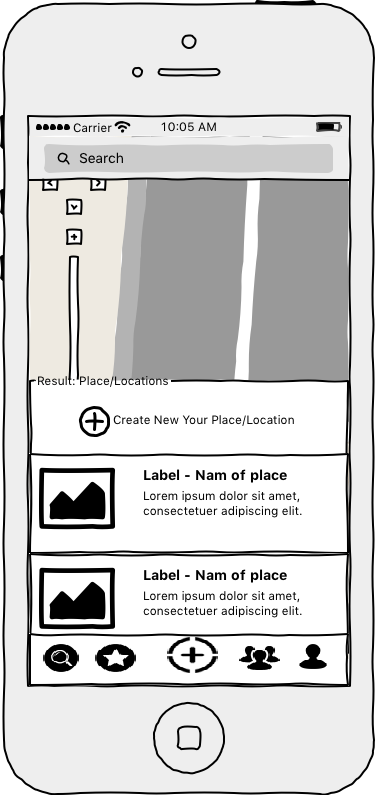 Carrier 10:05 AM
Search
Result: Place/Locations
Create New Your Place/Location
Label - Nam of place
Lorem ipsum dolor sit amet,
consectetuer adipiscing elit.
Label - Nam of place
Lorem ipsum dolor sit amet,
consectetuer adipiscing elit.